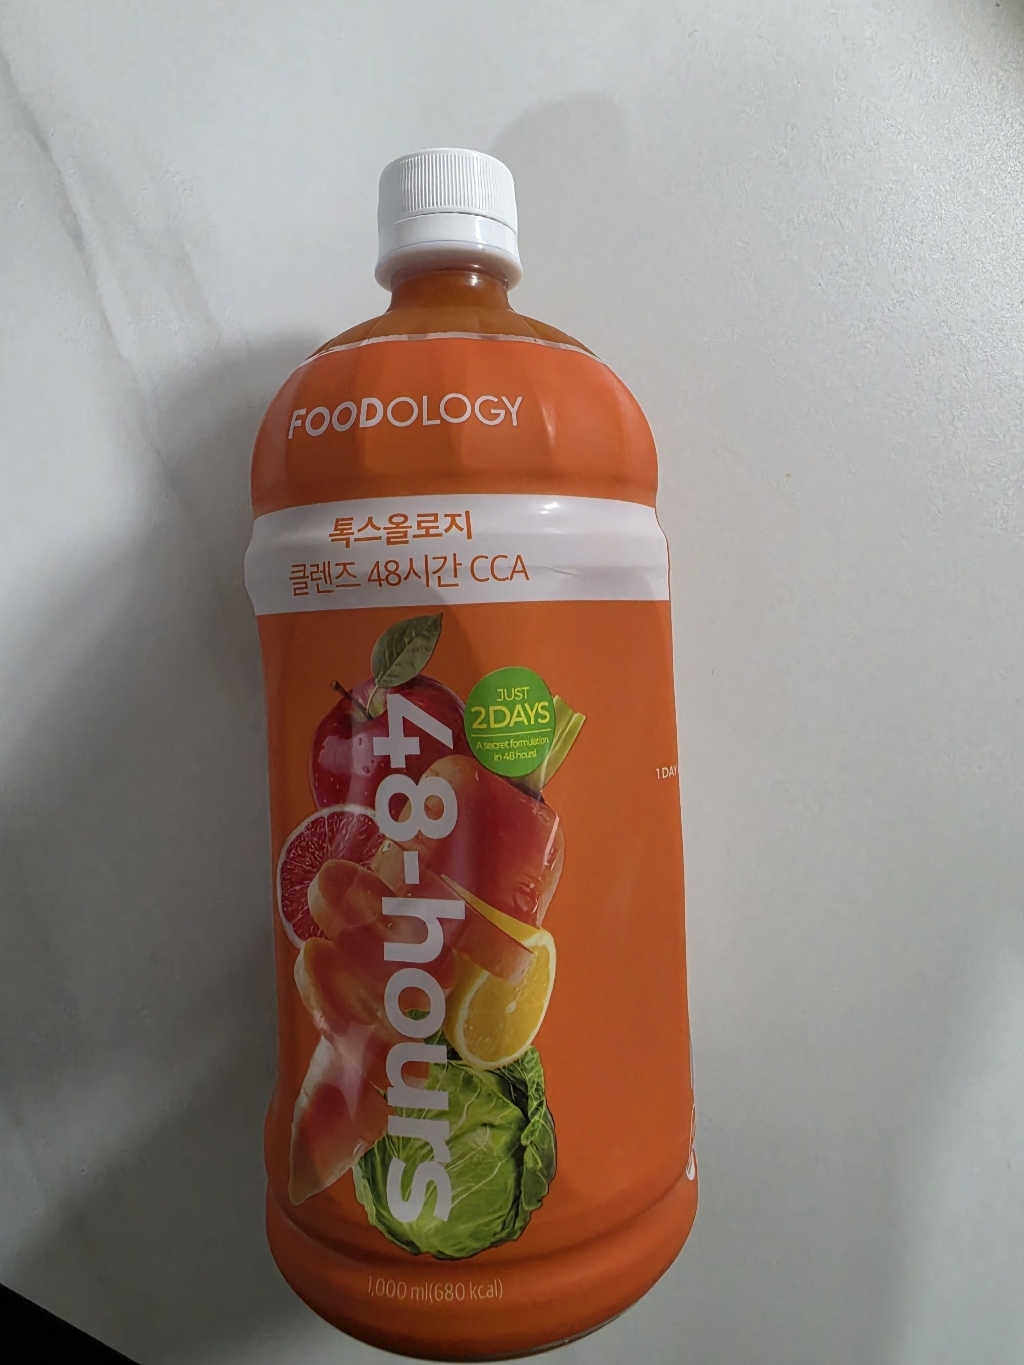 FOODOLOGY
톡스올로지
클렌즈 48시간 CCA
JUST
2DAYS
A secret formulation
in 48 hours!
48-hours
1 DAY
1,000 ml(680 kcal)